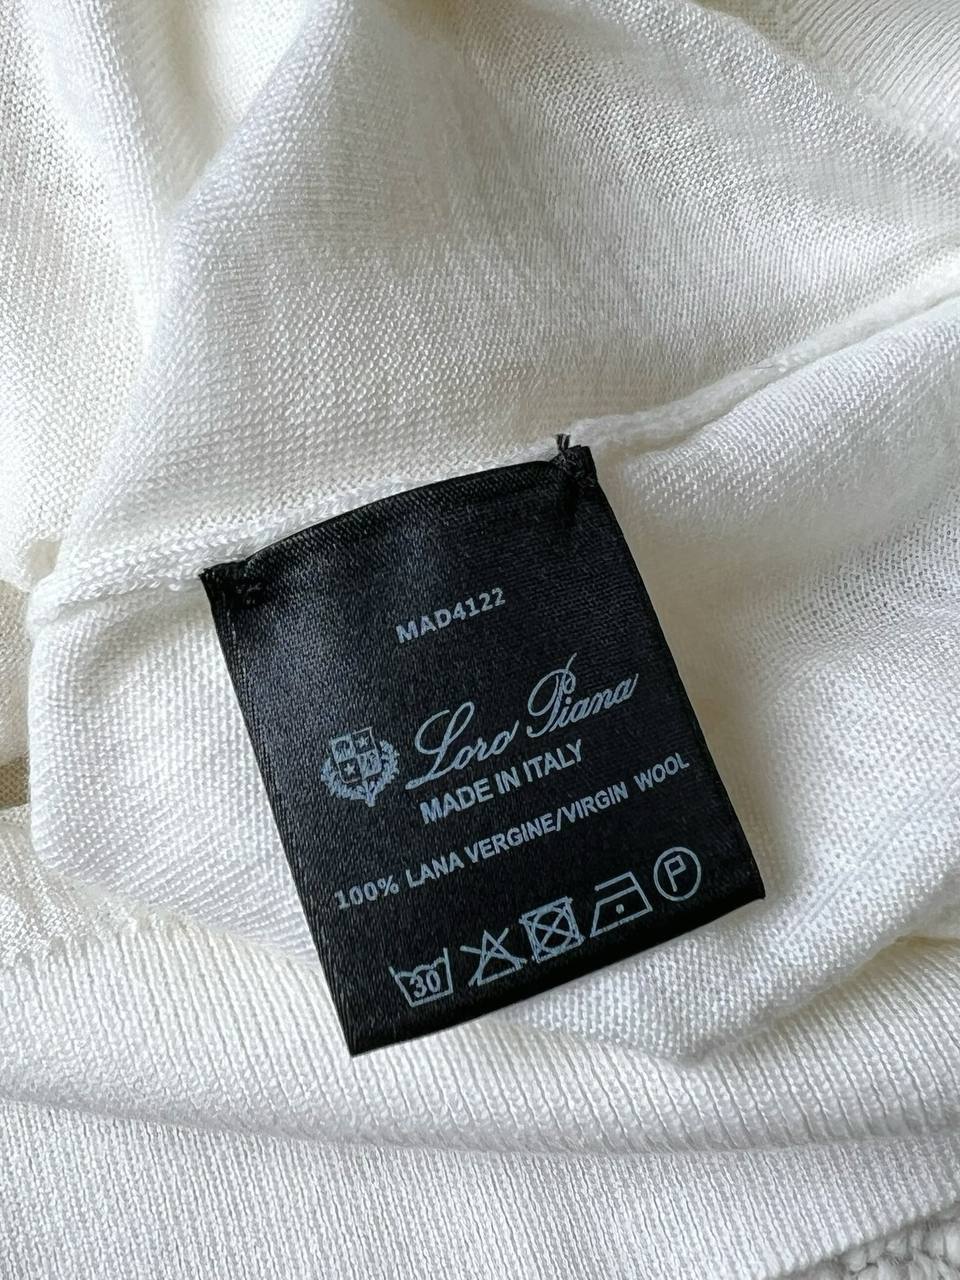 MAD4122
Loro Piana
MADE IN ITALY
100% LANA VERGINE/VIRGIN WOOL
30 P